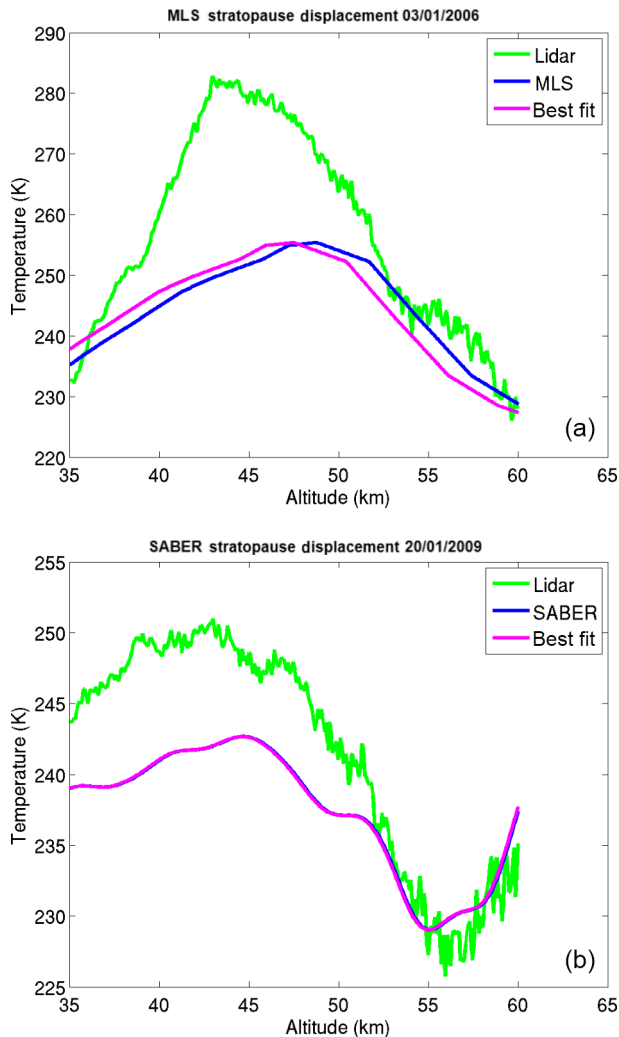 MLS stratopause displacement 03/01/2006
290
280
270
260
250
240
230
220
Temperature (K)
Lidar
MLS
Best fit
(a)
35 40 45 50 55 60 65
Altitude (km)
SABER stratopause displacement 20/01/2009
255
250
245
240
235
230
225
Temperature (K)
Lidar
SABER
Best fit
(b)
35 40 45 50 55 60 65
Altitude (km)